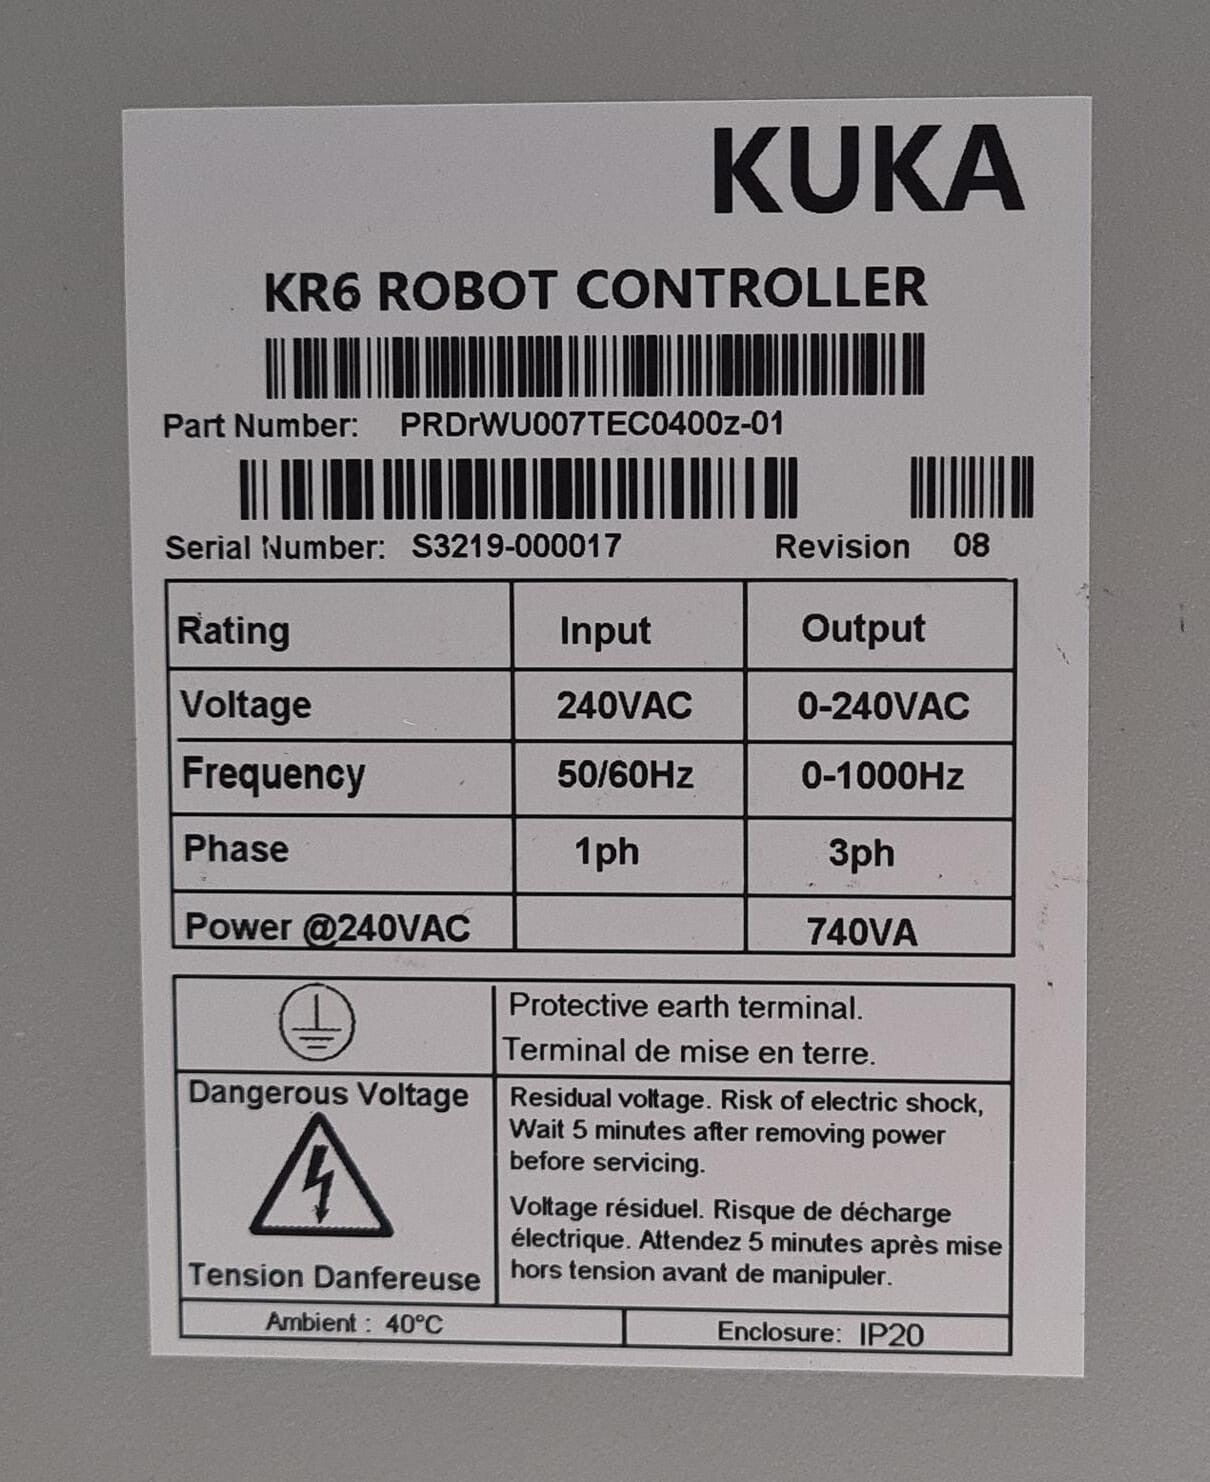 KUKA
KR6 ROBOT CONTROLLER
Part Number: PRDrWU007TEC0400z-01
Serial Number: S3219-000017 Revision 08
Rating Input Output
Voltage 240VAC 0-240VAC
Frequency 50/60Hz 0-1000Hz
Phase 1ph 3ph
Power @240VAC 740VA
Protective earth terminal.
Terminal de mise en terre.
Dangerous Voltage
Tension Danfereuse
Residual voltage. Risk of electric shock,
Wait 5 minutes after removing power
before servicing.
Voltage résiduel. Risque de décharge
électrique. Attendez 5 minutes après mise
hors tension avant de manipuler.
Ambient : 40°C Enclosure: IP20